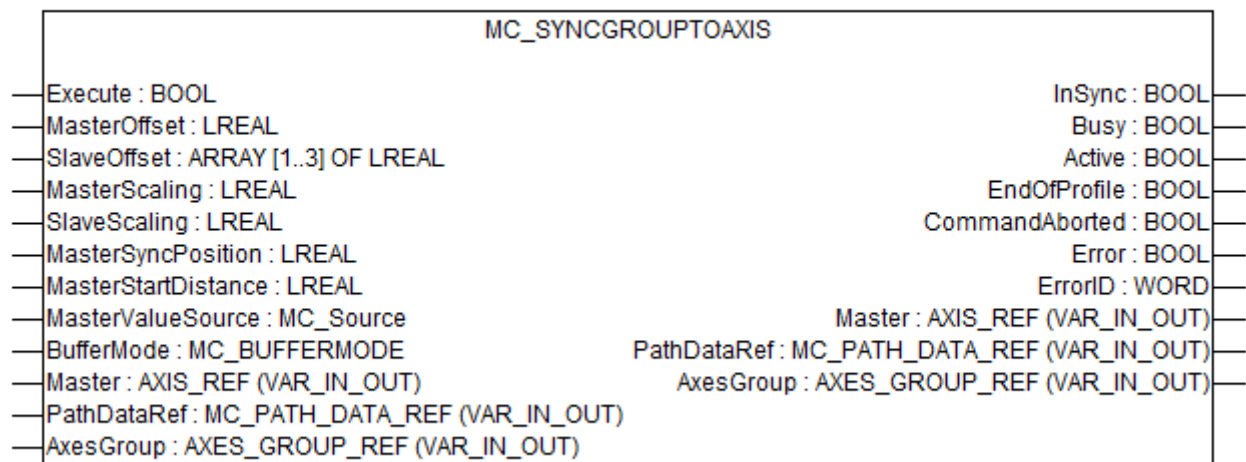 MC_SYNCGROUPTOAXIS
Execute : BOOL InSync : BOOL
MasterOffset : LREAL Busy : BOOL
SlaveOffset : ARRAY [1..3] OF LREAL Active : BOOL
MasterScaling : LREAL EndOfProfile : BOOL
SlaveScaling : LREAL CommandAborted : BOOL
MasterSyncPosition : LREAL Error : BOOL
MasterStartDistance : LREAL ErrorID : WORD
MasterValueSource : MC_Source Master : AXIS_REF (VAR_IN_OUT)
BufferMode : MC_BUFFERMODE PathDataRef : MC_PATH_DATA_REF (VAR_IN_OUT)
Master : AXIS_REF (VAR_IN_OUT) AxesGroup : AXES_GROUP_REF (VAR_IN_OUT)
PathDataRef : MC_PATH_DATA_REF (VAR_IN_OUT)
AxesGroup : AXES_GROUP_REF (VAR_IN_OUT)